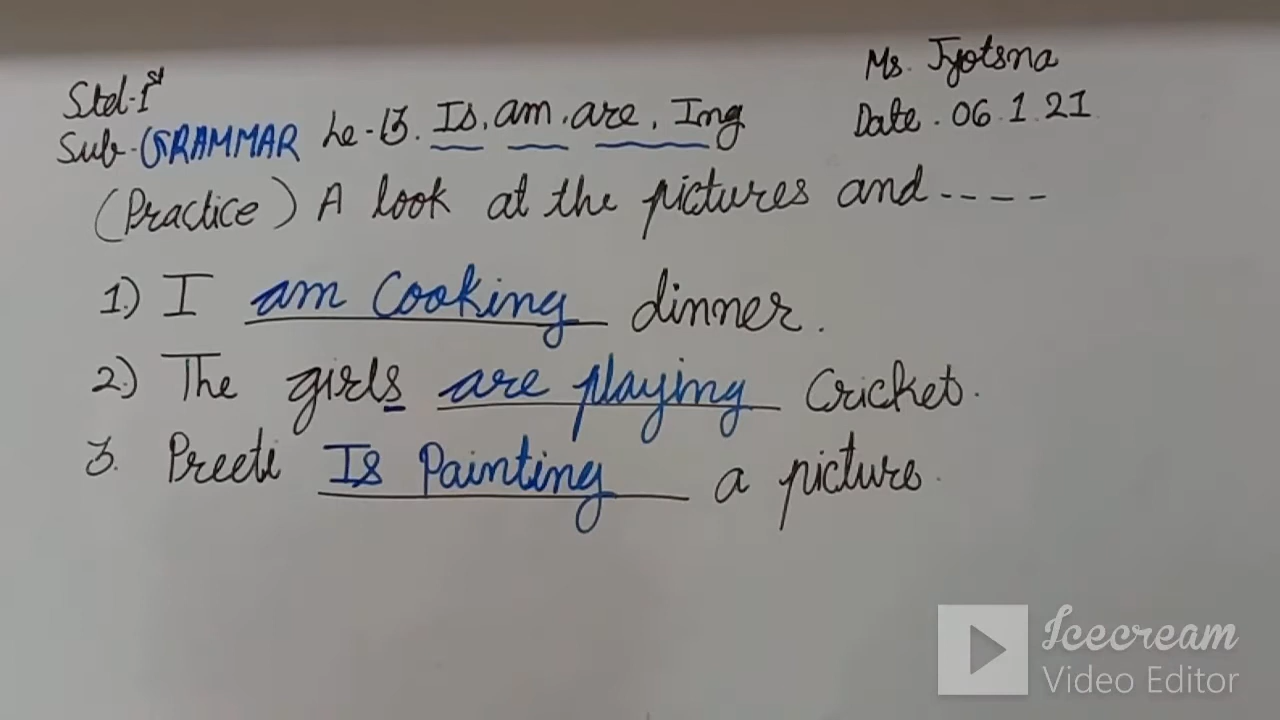 Std-1st
Ms. Jyotsna
Sub-GRAMMAR Le-13. Is, am, are, Ing
Date. 06.1.21
(Practice) A look at the pictures and ----
1.) I am Cooking dinner.
2.) The girls are playing Cricket.
3. Preeti Is Painting a picture.
Icecream
Video Editor